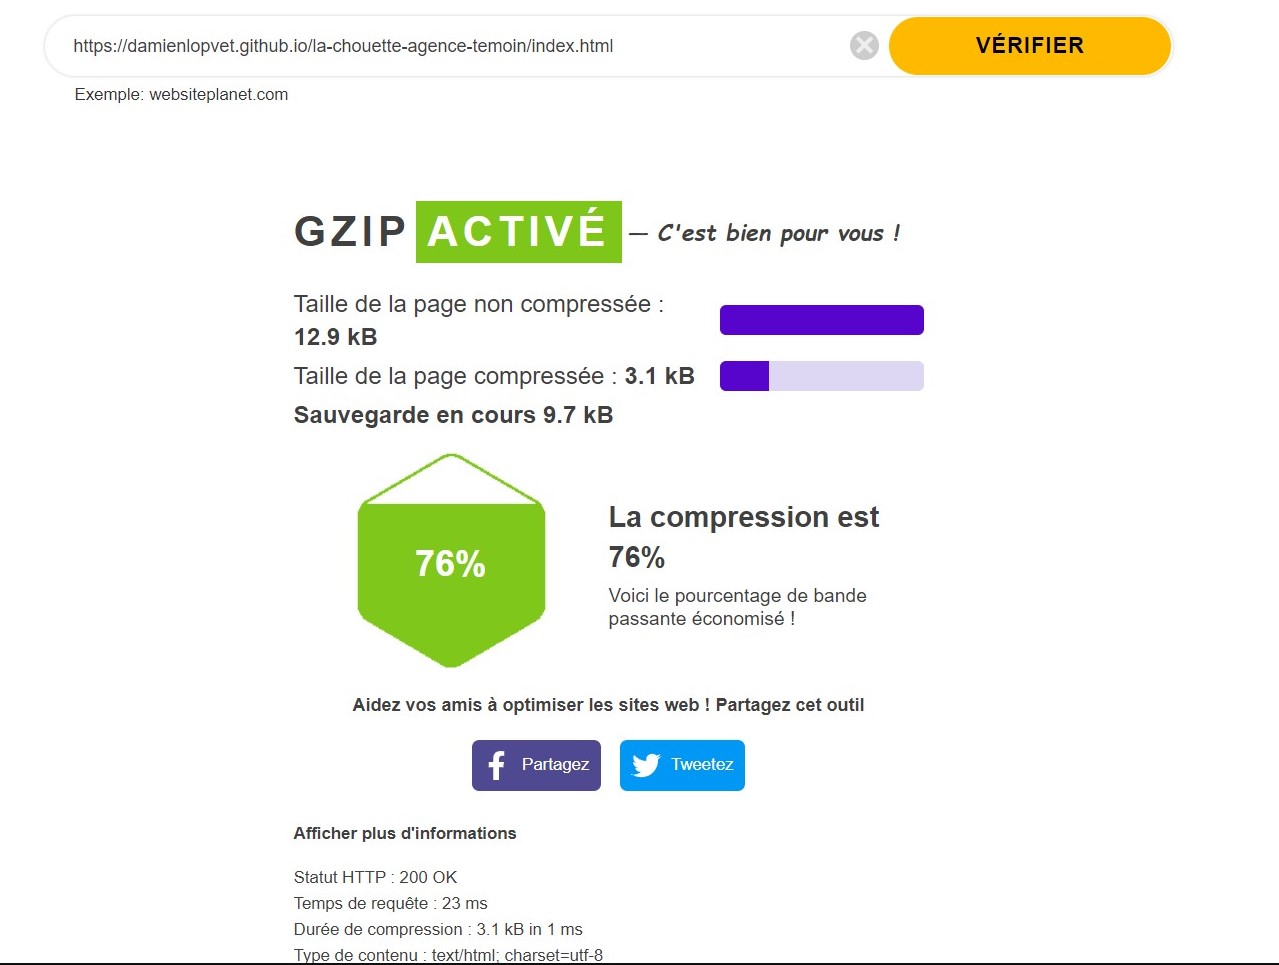 https://damienlopvet.github.io/la-chouette-agence-temoin/index.html
VÉRIFIER
Exemple: websiteplanet.com
GZIP ACTIVÉ — C'est bien pour vous !
Taille de la page non compressée :
12.9 kB
Taille de la page compressée : 3.1 kB
Sauvegarde en cours 9.7 kB
76%
La compression est
76%
Voici le pourcentage de bande
passante économisé !
Aidez vos amis à optimiser les sites web ! Partagez cet outil
Partagez
Tweetez
Afficher plus d'informations
Statut HTTP : 200 OK
Temps de requête : 23 ms
Durée de compression : 3.1 kB in 1 ms
Type de contenu : text/html; charset=utf-8